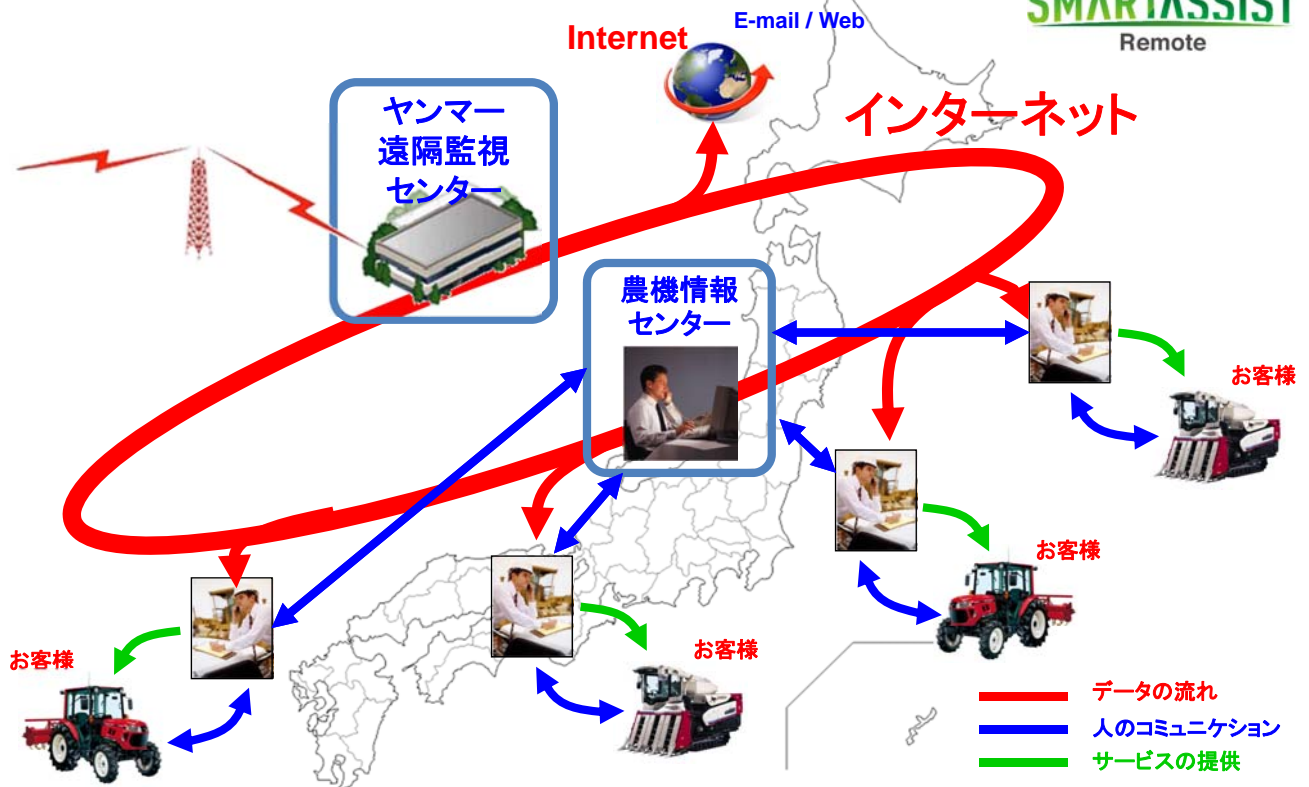 SMARTASSIST
Remote
E-mail / Web
Internet
インターネット
ヤンマー
遠隔監視
センター
農機情報
センター
お客様
お客様
お客様
お客様
データの流れ
人のコミュニケション
サービスの提供